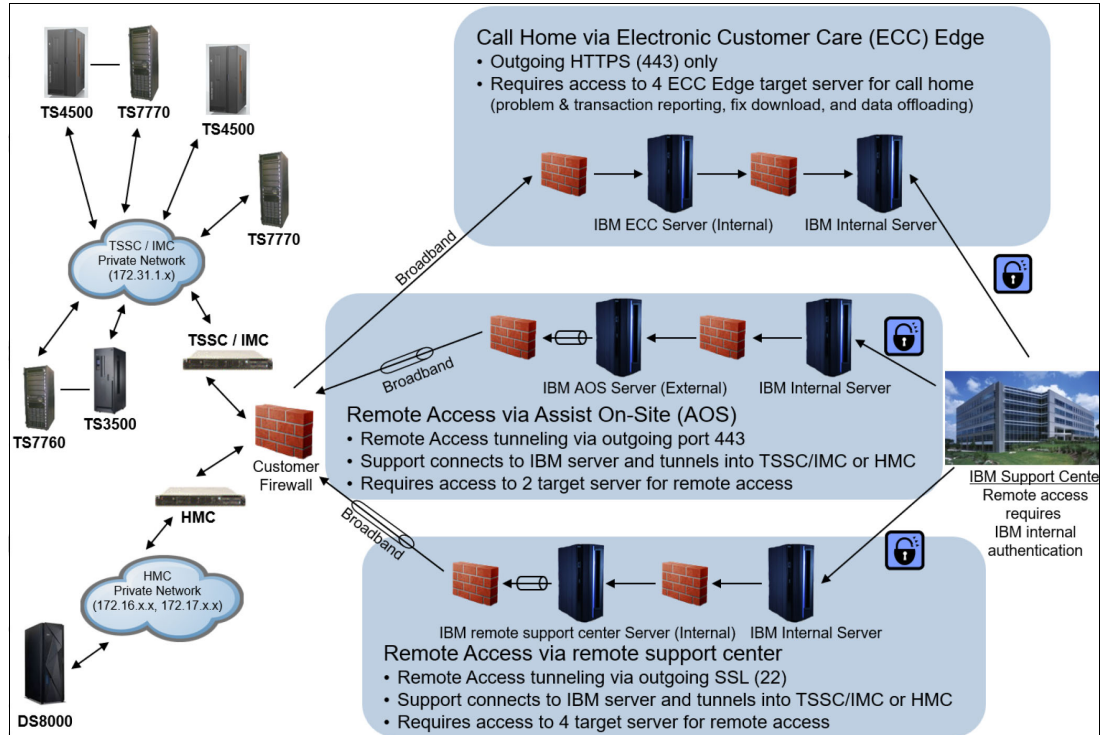 Call Home via Electronic Customer Care (ECC) Edge
• Outgoing HTTPS (443) only
• Requires access to 4 ECC Edge target server for call home
(problem & transaction reporting, fix download, and data offloading)
IBM ECC Server (Internal)
IBM Internal Server
TS4500
TS7770
TS4500
TS7770
TSSC / IMC
Private Network
(172.31.1.x)
TSSC / IMC
TS7760
TS3500
Broadband
Customer
Firewall
HMC
HMC
Private Network
(172.16.x.x, 172.17.x.x)
DS8000
Broadband
IBM AOS Server (External)
IBM Internal Server
Remote Access via Assist On-Site (AOS)
• Remote Access tunneling via outgoing port 443
• Support connects to IBM server and tunnels into TSSC/IMC or HMC
• Requires access to 2 target server for remote access
Broadband
IBM remote support center Server (Internal)
IBM Internal Server
Remote Access via remote support center
• Remote Access tunneling via outgoing SSL (22)
• Support connects to IBM server and tunnels into TSSC/IMC or HMC
• Requires access to 4 target server for remote access
IBM Support Cente
Remote access
requires
IBM internal
authentication